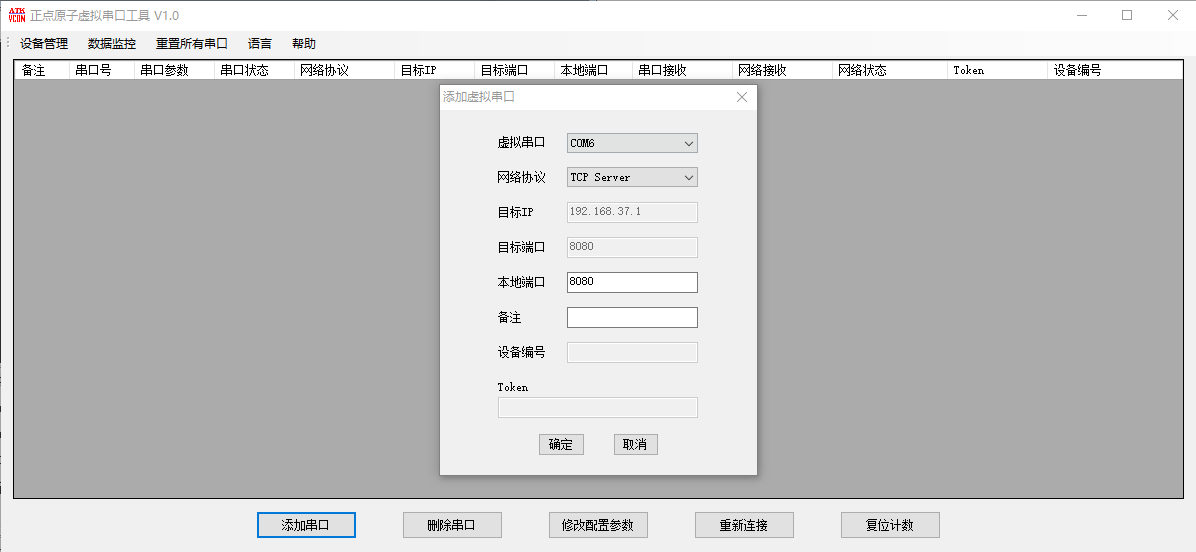 ATK
VCOM
正点原子虚拟串口工具 V1.0
设备管理 数据监控 重置所有串口 语言 帮助
备注 串口号 串口参数 串口状态 网络协议 目标IP 目标端口 本地端口 串口接收 网络接收 网络状态 Token 设备编号
添加虚拟串口
虚拟串口 COM6
网络协议 TCP Server
目标IP 192.168.37.1
目标端口 8080
本地端口 8080
备注
设备编号
Token
确定 取消
添加串口 删除串口 修改配置参数 重新连接 复位计数